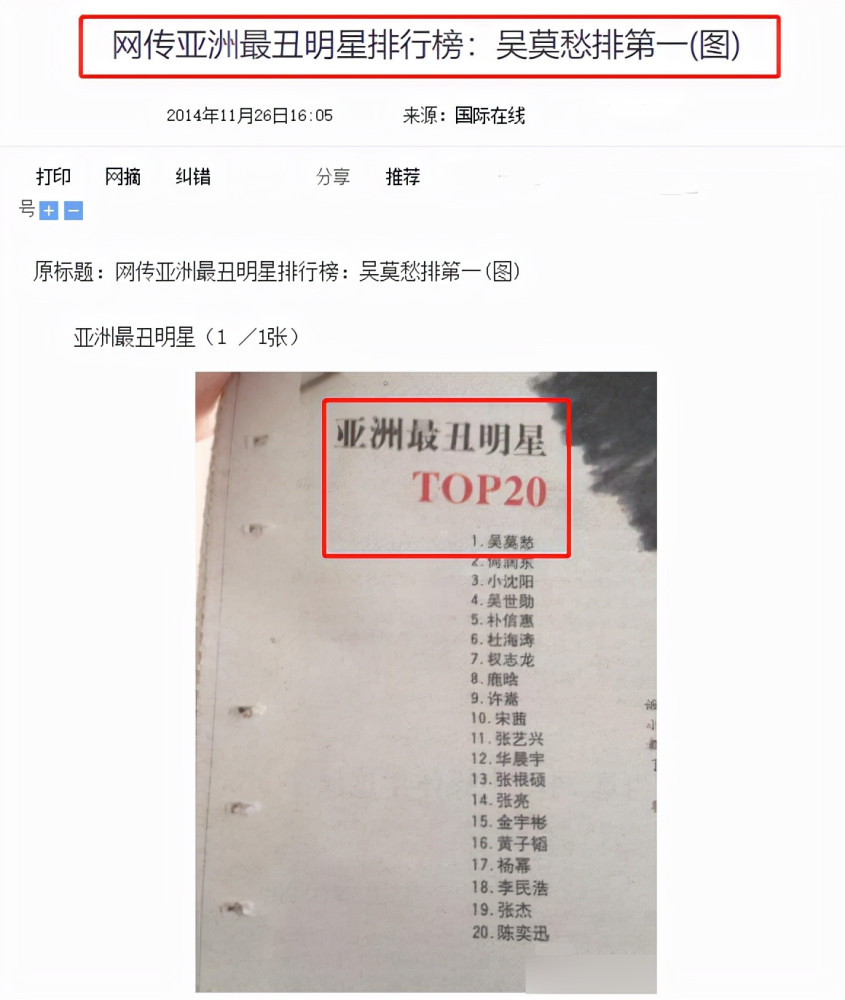 网传亚洲最丑明星排行榜：吴莫愁排第一(图)
2014年11月26日16:05 来源：国际在线
打印 网摘 纠错 分享 推荐
号 + −
原标题：网传亚洲最丑明星排行榜：吴莫愁排第一(图)
亚洲最丑明星（1 ／1张）
亚洲最丑明星
TOP20
1.吴莫愁
2.何润东
3.小沈阳
4.吴世勋
5.朴信惠
6.杜海涛
7.权志龙
8.鹿晗
9.许嵩
10.宋茜
11.张艺兴
12.华晨宇
13.张根硕
14.张亮
15.金宇彬
16.黄子韬
17.杨幂
18.李民浩
19.张杰
20.陈奕迅